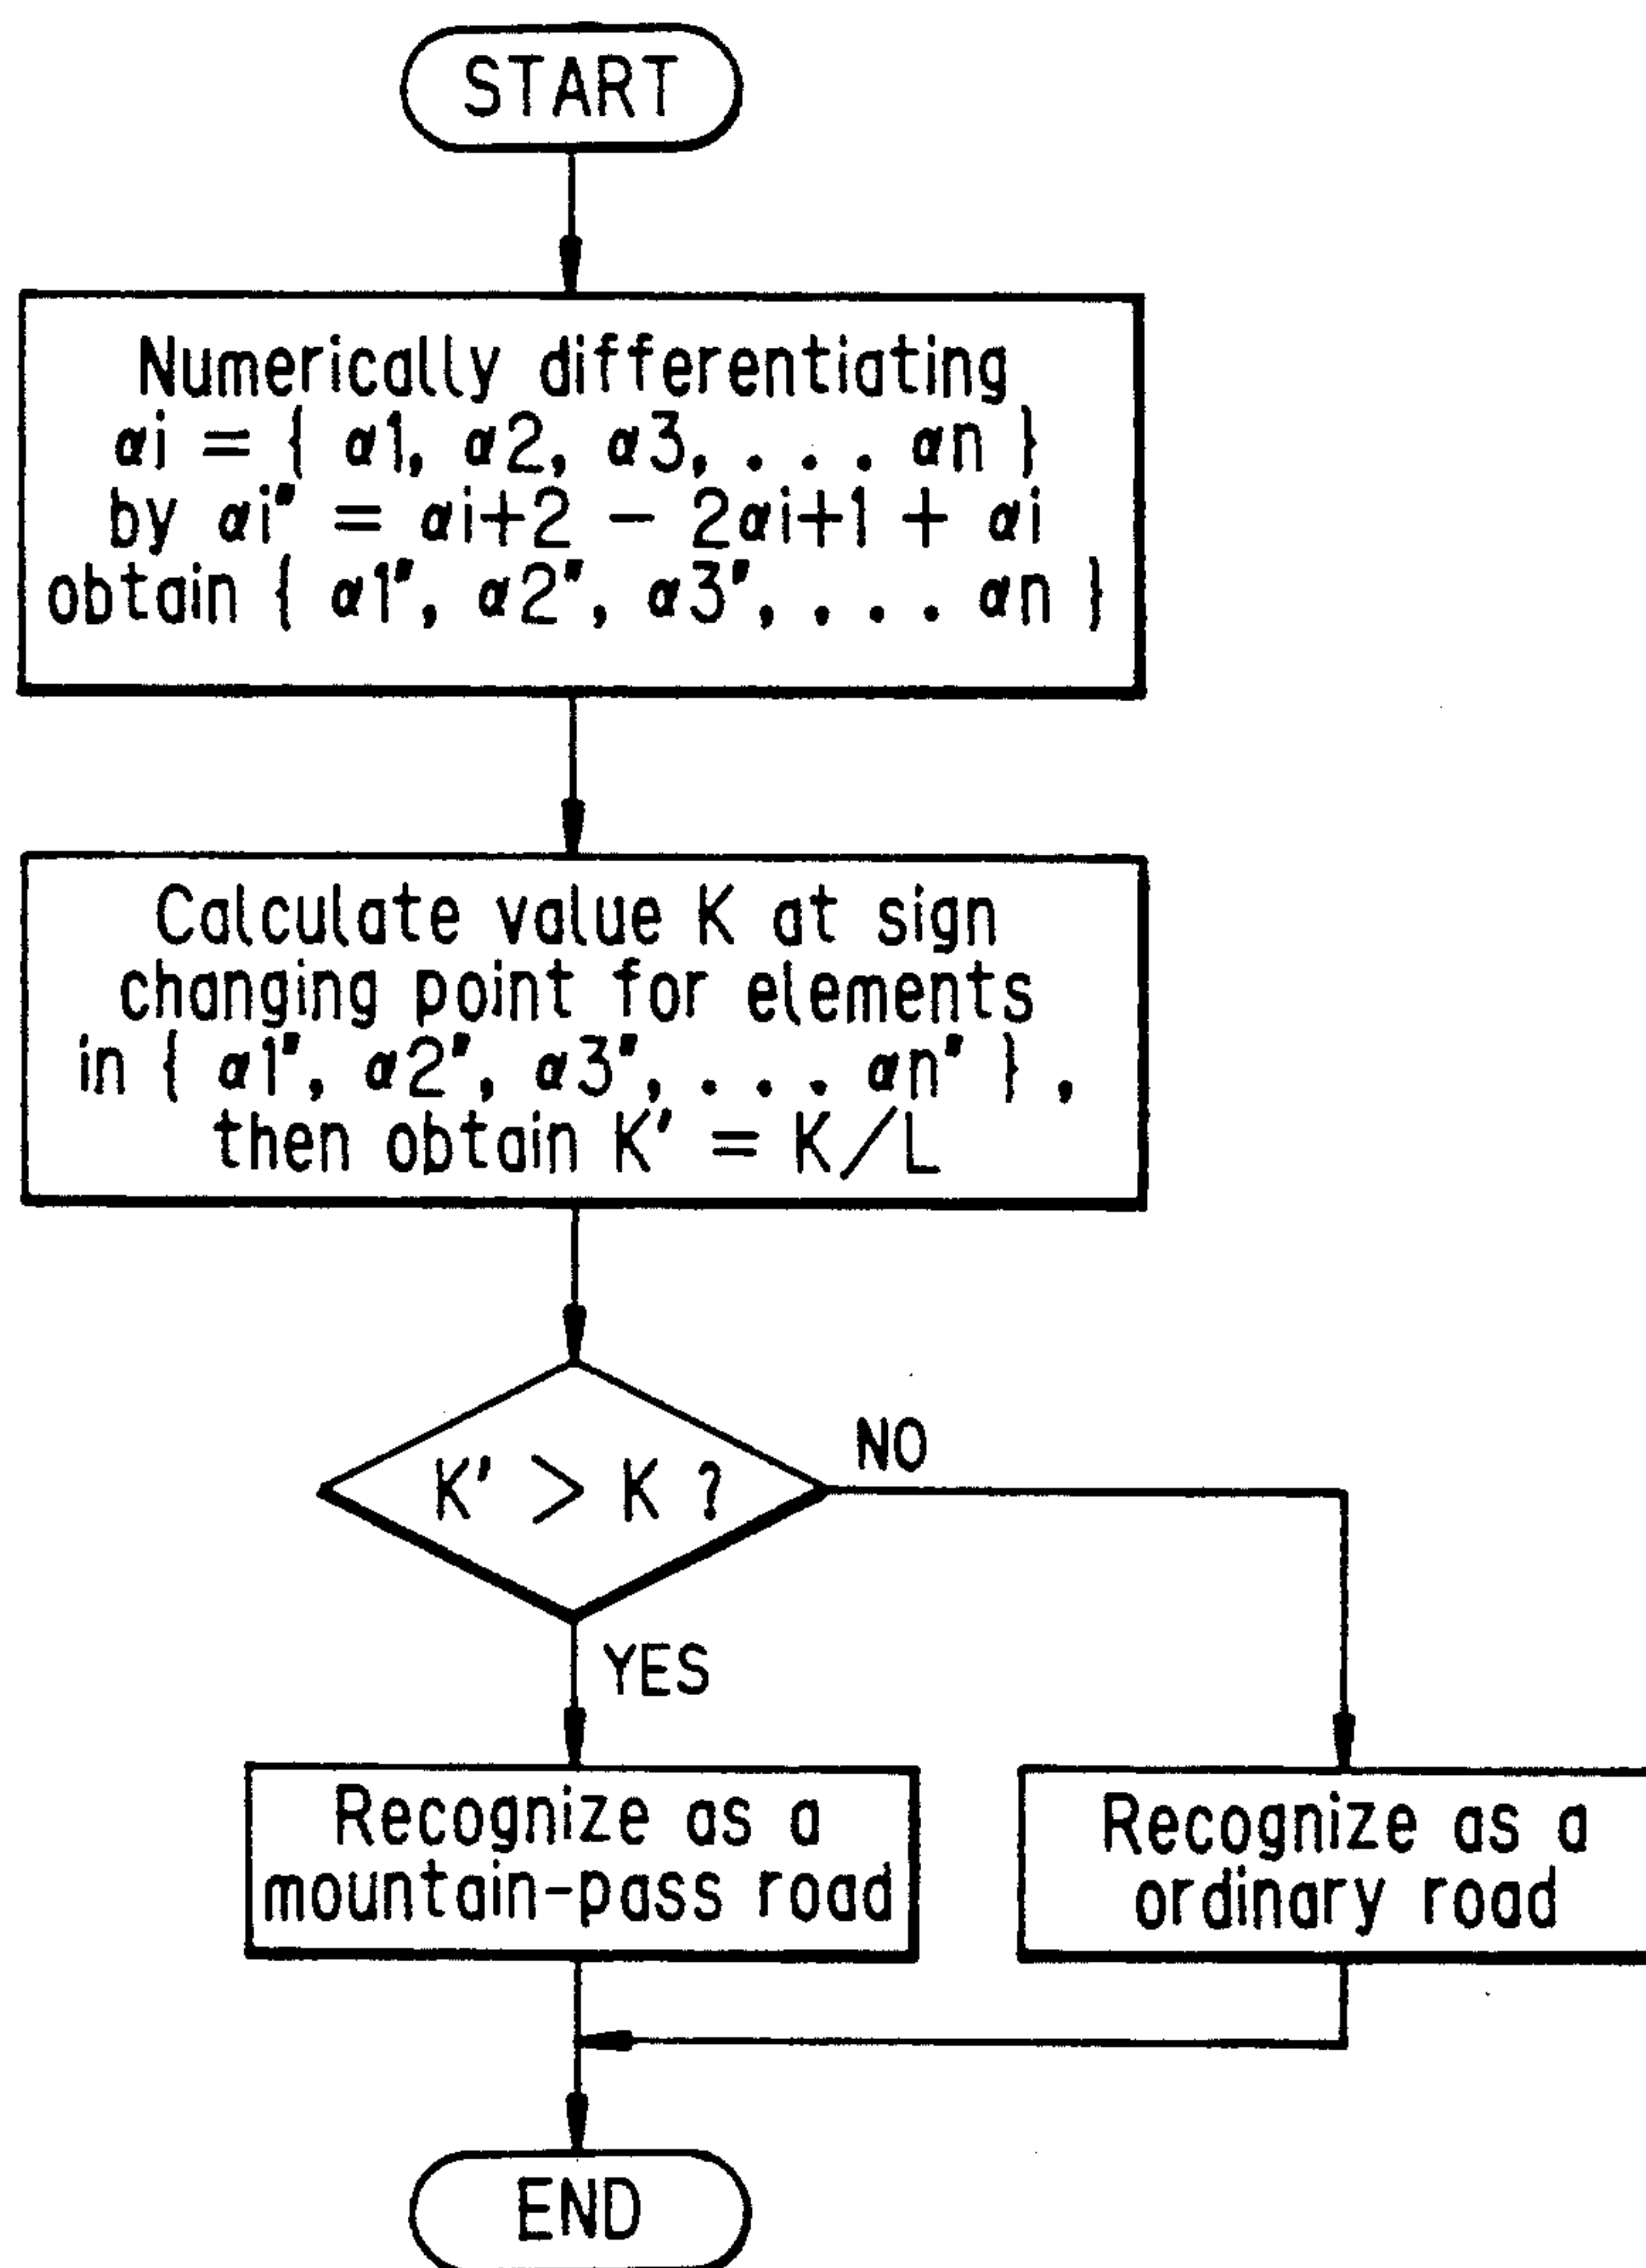 START
Numerically differentiating
αi = { α1, α2, α3, . . . αn }
by αi" = αi+2 − 2αi+1 + αi
obtain { α1", α2", α3", . . . αn }
Calculate value K at sign
changing point for elements
in { α1", α2", α3", . . . αn" } ,
then obtain K' = K/L
K' > K ?
NO
YES
Recognize as a
mountain-pass road
Recognize as a
ordinary road
END